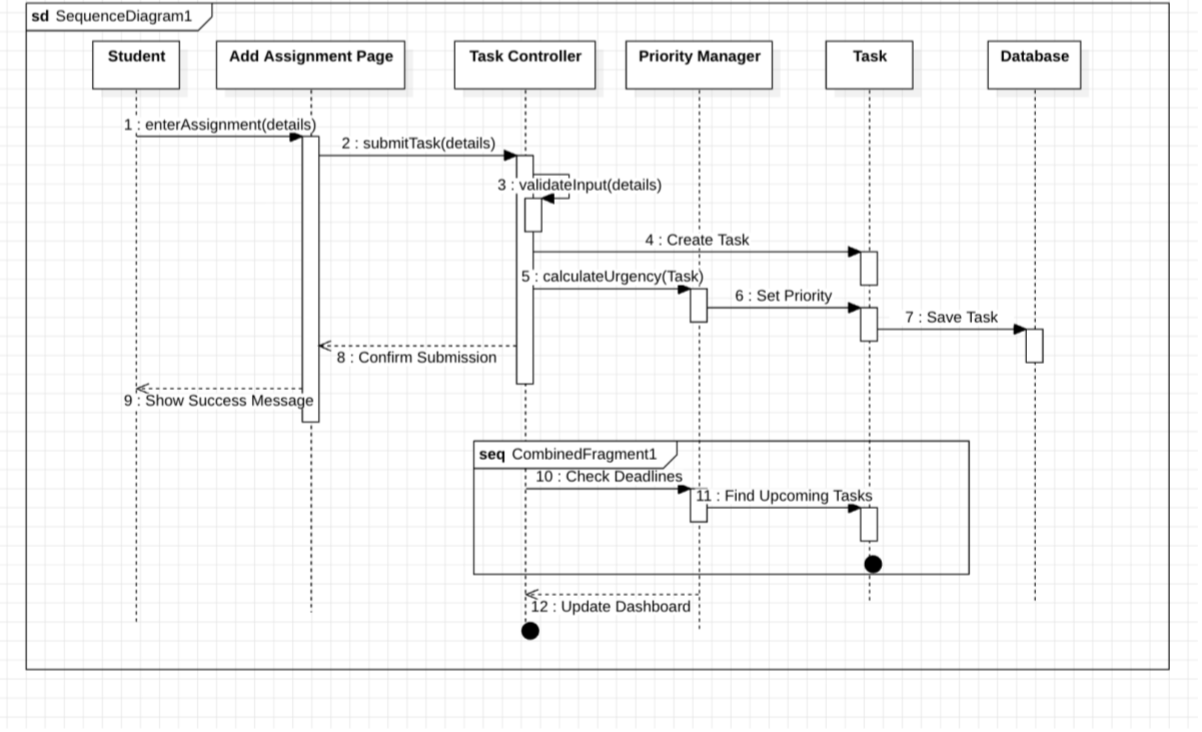 sd SequenceDiagram1
Student
Add Assignment Page
Task Controller
Priority Manager
Task
Database
1 : enterAssignment(details)
2 : submitTask(details)
3 : validateInput(details)
4 : Create Task
5 : calculateUrgency(Task)
6 : Set Priority
7 : Save Task
8 : Confirm Submission
9 : Show Success Message
seq CombinedFragment1
10 : Check Deadlines
11 : Find Upcoming Tasks
12 : Update Dashboard